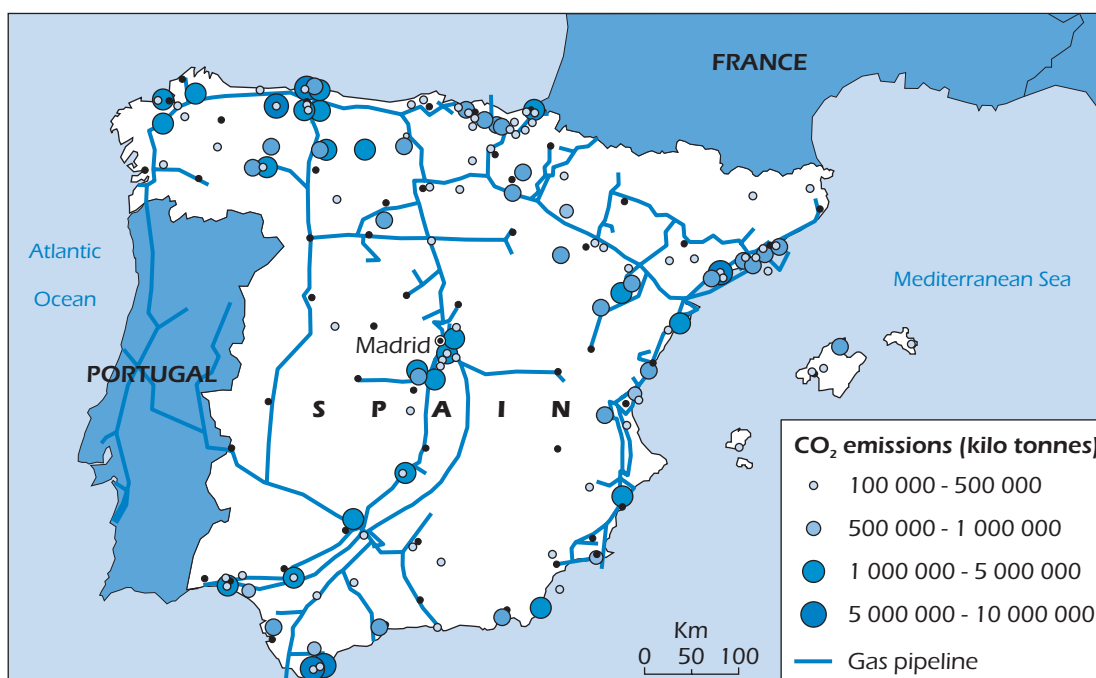 FRANCE
Atlantic
Ocean
Mediterranean Sea
Madrid
PORTUGAL
S P A I N
CO₂ emissions (kilo tonnes)
100 000 - 500 000
500 000 - 1 000 000
1 000 000 - 5 000 000
5 000 000 - 10 000 000
Gas pipeline
Km
0 50 100